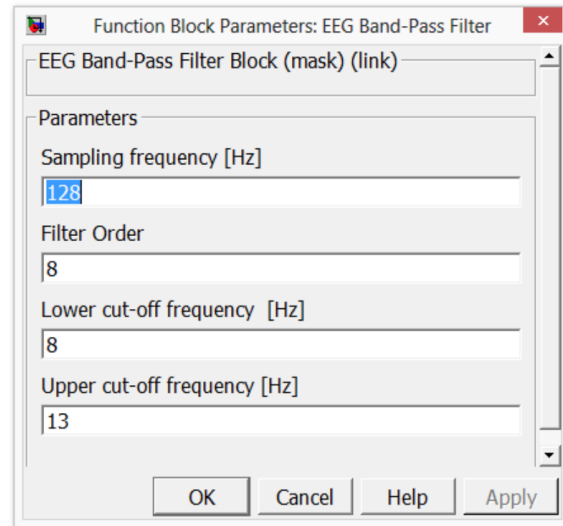 Function Block Parameters: EEG Band-Pass Filter
EEG Band-Pass Filter Block (mask) (link)
Parameters
Sampling frequency [Hz]
128
Filter Order
8
Lower cut-off frequency  [Hz]
8
Upper cut-off frequency [Hz]
13
OK Cancel Help Apply